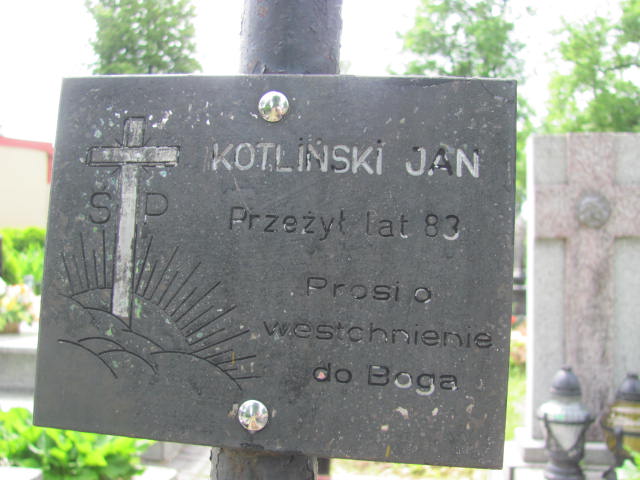 Ś P
KOTLIŃSKI JAN
Przeżył lat 83
Prosi o
westchnienie
do Boga